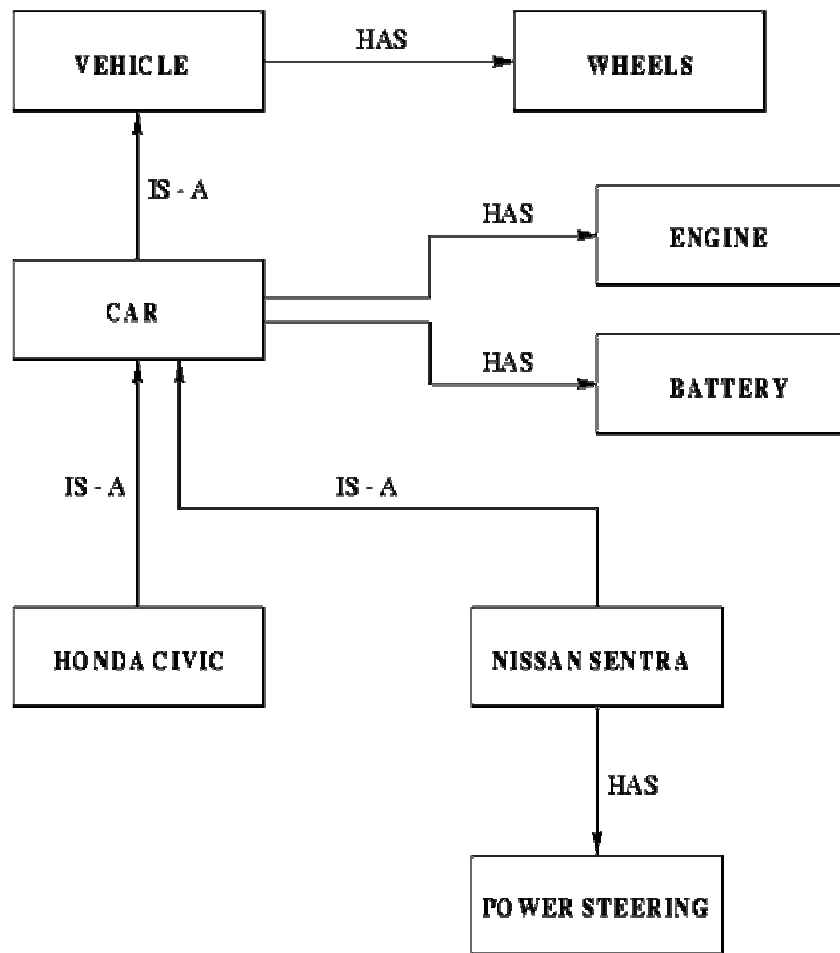 HAS
VEHICLE
WHEELS
IS - A
HAS
ENGINE
CAR
HAS
BATTERY
IS - A
IS - A
HONDA CIVIC
NISSAN SENTRA
HAS
POWER STEERING